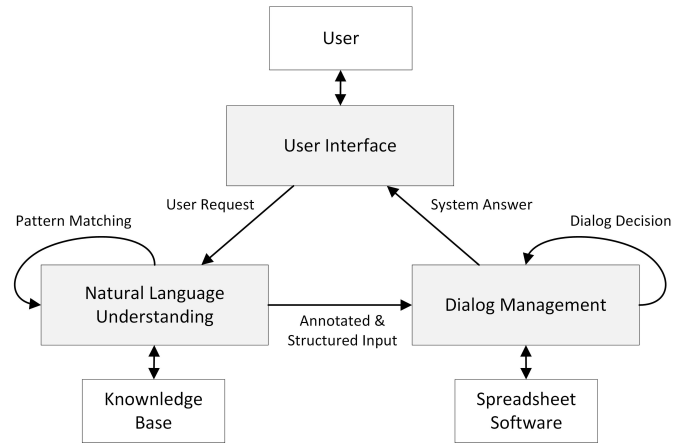 User
User Interface
User Request
System Answer
Pattern Matching
Dialog Decision
Natural Language
Understanding
Annotated &
Structured Input
Dialog Management
Knownledge
Base
Spreadsheet
Software